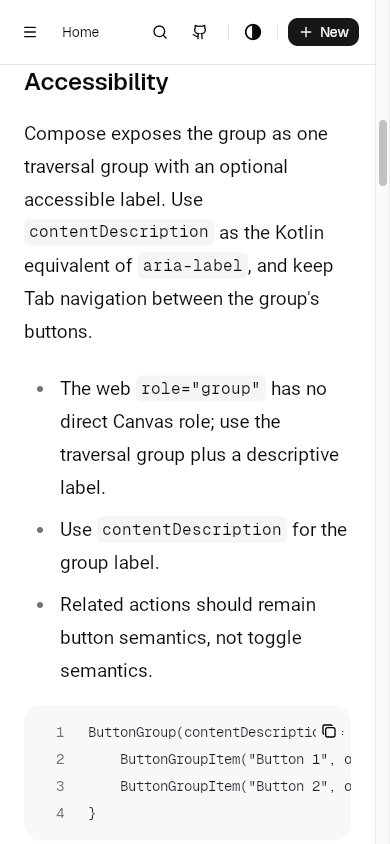 Home
New
Accessibility
Compose exposes the group as one
traversal group with an optional
accessible label. Use
contentDescription as the Kotlin
equivalent of aria-label, and keep
Tab navigation between the group's
buttons.
The web role="group" has no
direct Canvas role; use the
traversal group plus a descriptive
label.
Use contentDescription for the
group label.
Related actions should remain
button semantics, not toggle
semantics.
1 ButtonGroup(contentDescriptic
2 ButtonGroupItem("Button 1", o
3 ButtonGroupItem("Button 2", o
4 }